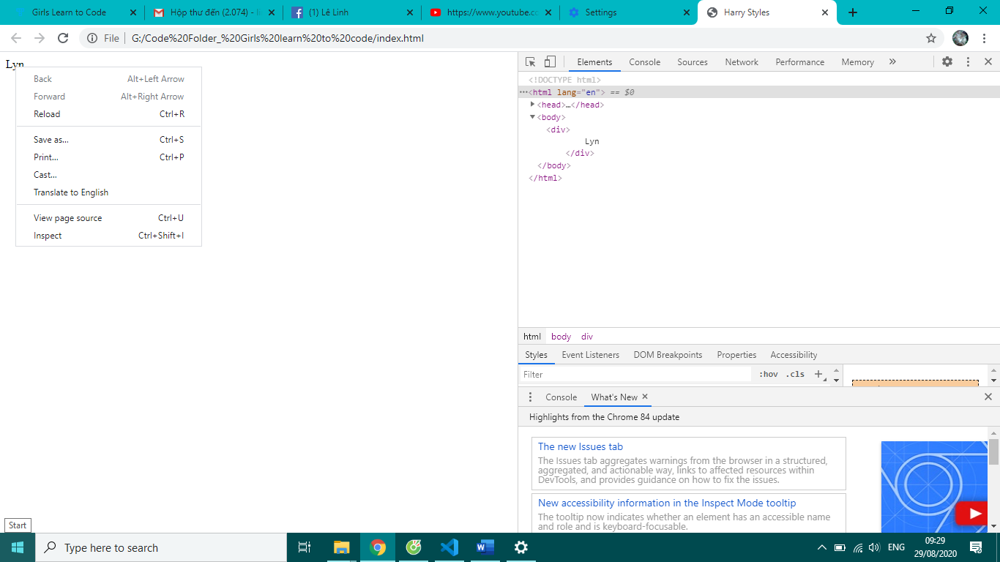 Girls Learn to Code
Hộp thư đến (2.074) - li
(1) Lê Linh
https://www.youtube.co
Settings
Harry Styles
File
G:/Code%20Folder_%20Girls%20learn%20to%20code/index.html
Lyn
Back Alt+Left Arrow
Forward Alt+Right Arrow
Reload Ctrl+R
Save as... Ctrl+S
Print... Ctrl+P
Cast...
Translate to English
View page source Ctrl+U
Inspect Ctrl+Shift+I
Elements Console Sources Network Performance Memory »
<!DOCTYPE html>
…<html lang="en"> == $0
<head>…</head>
<body>
<div>
Lyn
</div>
</body>
</html>
html body div
Styles Event Listeners DOM Breakpoints Properties Accessibility
Filter :hov .cls +
Console What's New
Highlights from the Chrome 84 update
The new Issues tab
The Issues tab aggregates warnings from the browser in a structured,
aggregated, and actionable way, links to affected resources within
DevTools, and provides guidance on how to fix the issues.
New accessibility information in the Inspect Mode tooltip
The tooltip now indicates whether an element has an accessible name
and role and is keyboard-focusable.
Start
Type here to search
ENG
09:29
29/08/2020